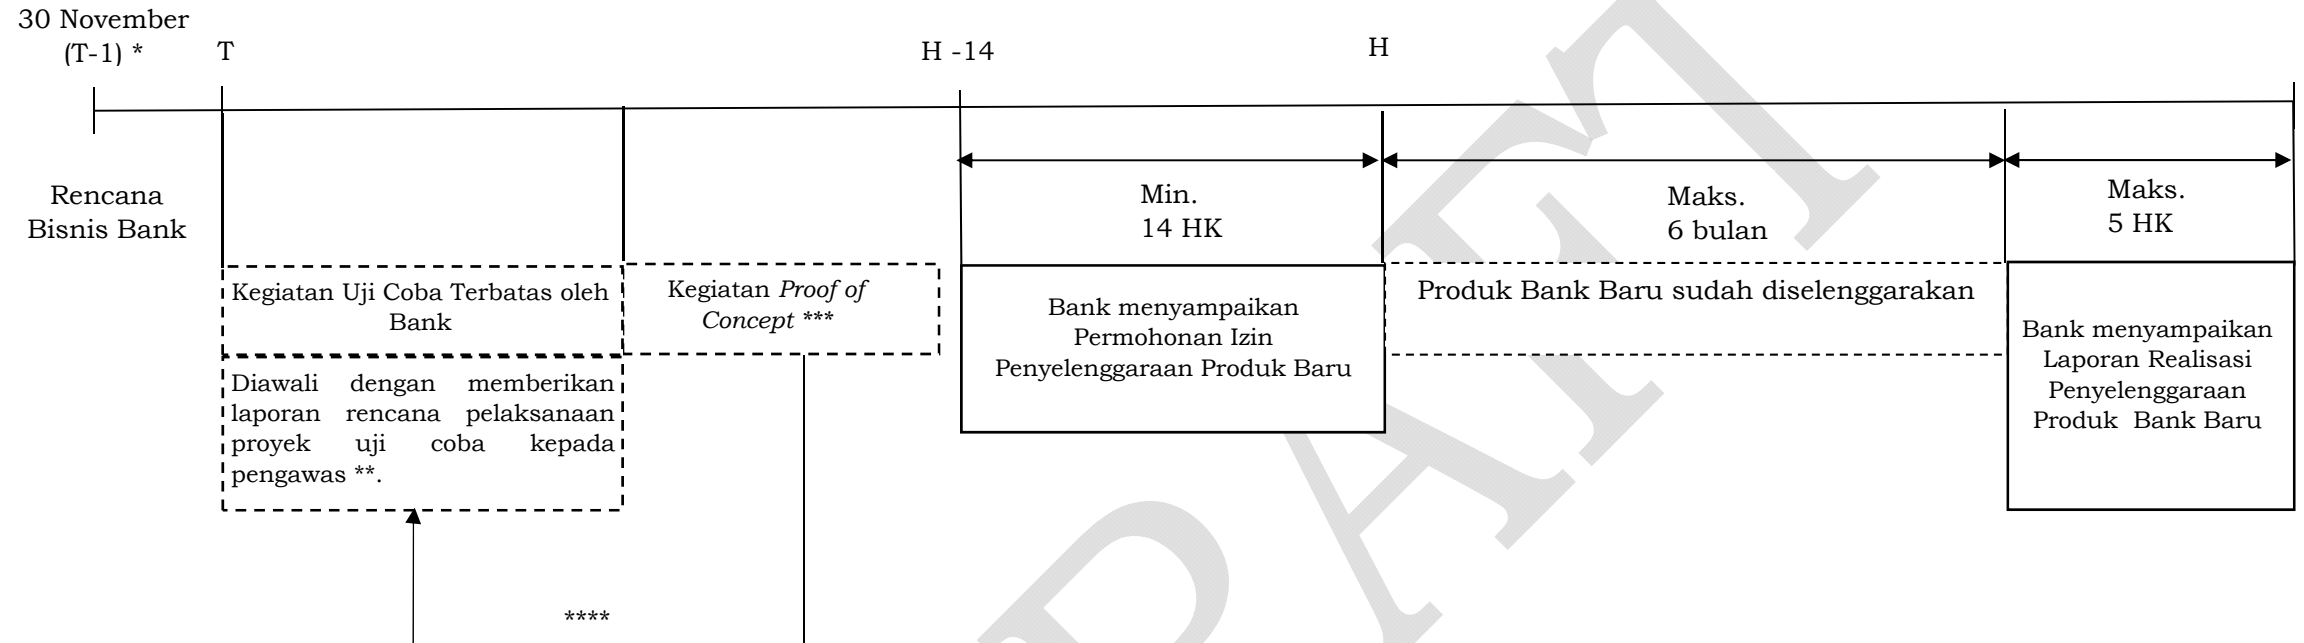 30 November
(T-1) *
T
H -14
H
Rencana
Bisnis Bank
Min.
14 HK
Maks.
6 bulan
Maks.
5 HK
Kegiatan Uji Coba Terbatas oleh
Bank
Kegiatan Proof of
Concept ***
Bank menyampaikan
Permohonan Izin
Penyelenggaraan Produk Baru
Produk Bank Baru sudah diselenggarakan
Bank menyampaikan
Laporan Realisasi
Penyelenggaraan
Produk Bank Baru
Diawali dengan memberikan
laporan rencana pelaksanaan
proyek uji coba kepada
pengawas **.
****
DRAFT